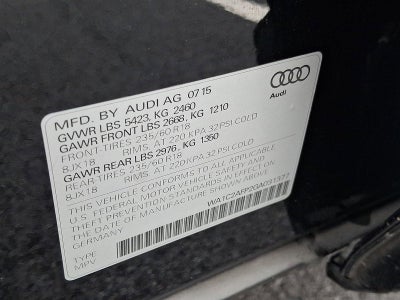 MFD. BY AUDI AG 07/15
GVWR LBS 5423, KG 2460
GAWR FRONT LBS 2668, KG 1210
FRONT-TIRES 235/60 R18
8JX18 RIMS, AT 220 KPA 32 PSI COLD
GAWR REAR LBS 2976, KG 1350
REAR-TIRES 235/60 R18
8JX18 RIMS, AT 220 KPA 32 PSI COLD
THIS VEHICLE CONFORMS TO ALL APPLICABLE
U.S. FEDERAL MOTOR VEHICLE SAFETY AND
THEFT PREVENTION STANDARDS IN EFFECT
ON THE DATE OF MANUFACTURE SHOWN ABOVE
GERMANY
TYPE:
MPV
Audi